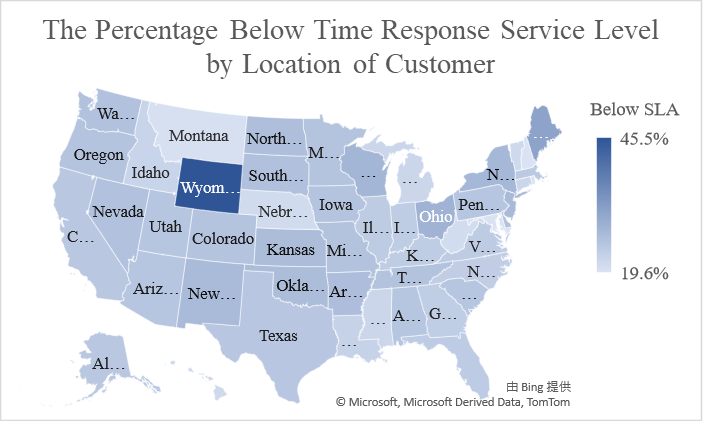 The Percentage Below Time Response Service Level
by Location of Customer
Below SLA
45.5%
19.6%
Wa...
Montana
North...
M...
Oregon
Idaho
South...
...
...
N...
...
Wyom...
Nebr...
Iowa
Ohio
Pen...
Nevada
Utah
Colorado
Kansas
Mi...
Il...
I...
V...
C...
K...
N...
Ariz...
New...
Okla...
Ar...
T...
...
Texas
...
...
A...
G...
Al...
由 Bing 提供
© Microsoft, Microsoft Derived Data, TomTom